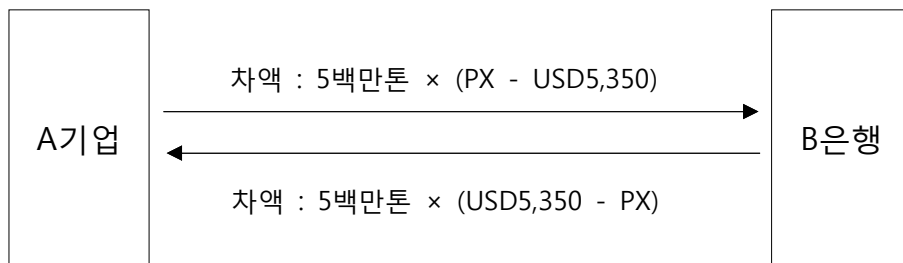 차액 : 5백만톤 × (PX - USD5,350)
A기업
B은행
차액 : 5백만톤 × (USD5,350 - PX)